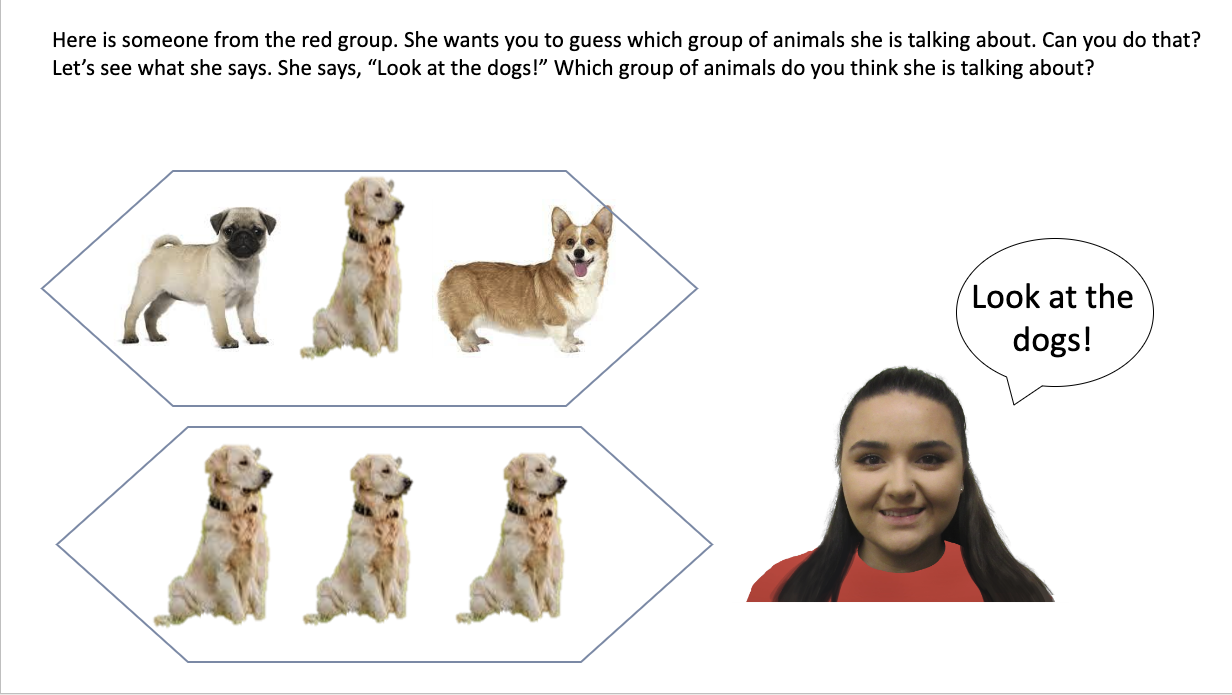 Here is someone from the red group. She wants you to guess which group of animals she is talking about. Can you do that?
Let’s see what she says. She says, “Look at the dogs!” Which group of animals do you think she is talking about?
Look at the
dogs!